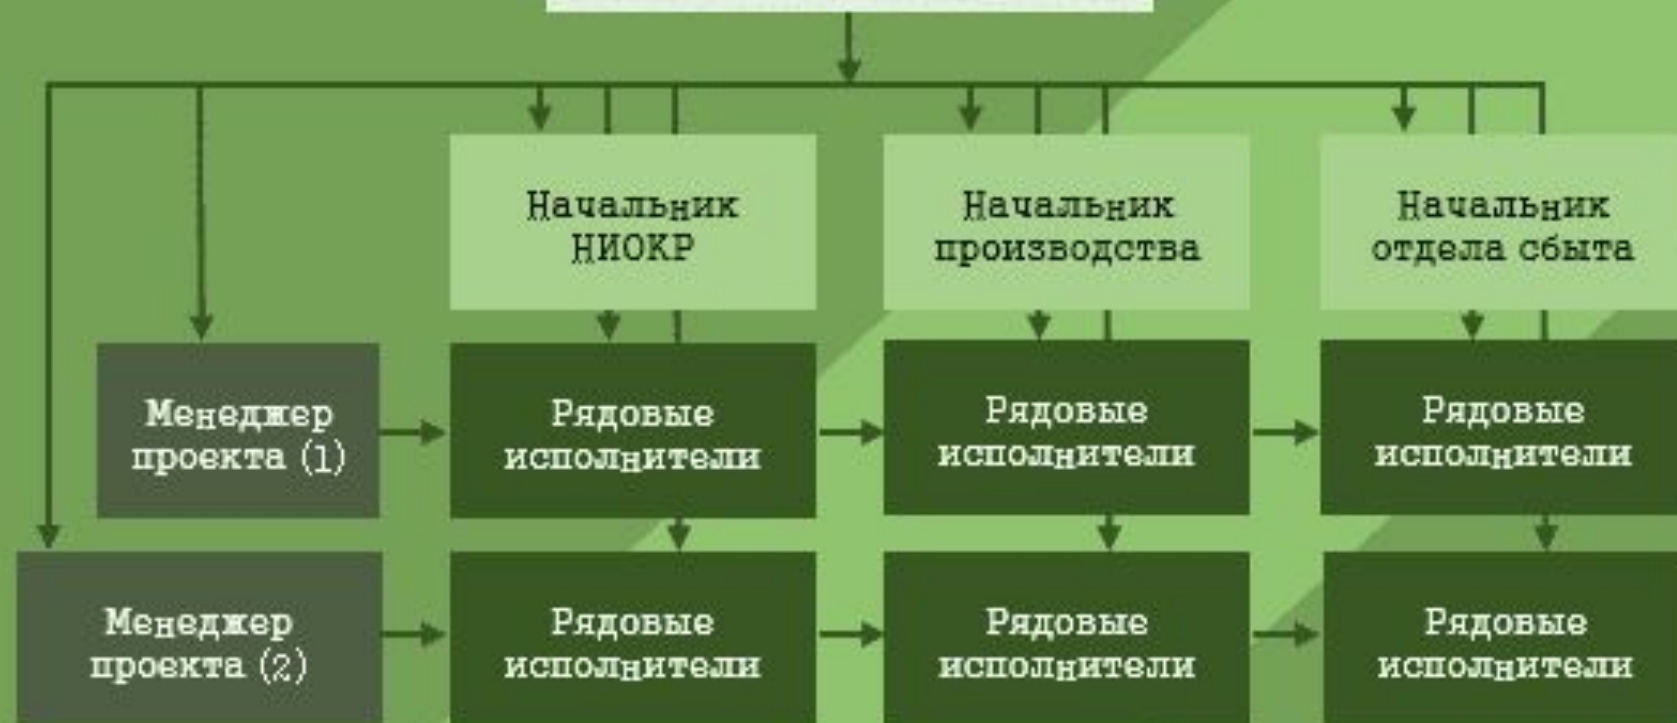 Начальник
НИОКР
Начальник
производства
Начальник
отдела сбыта
Менеджер
проекта (1)
Рядовые
исполнители
Рядовые
исполнители
Рядовые
исполнители
Менеджер
проекта (2)
Рядовые
исполнители
Рядовые
исполнители
Рядовые
исполнители